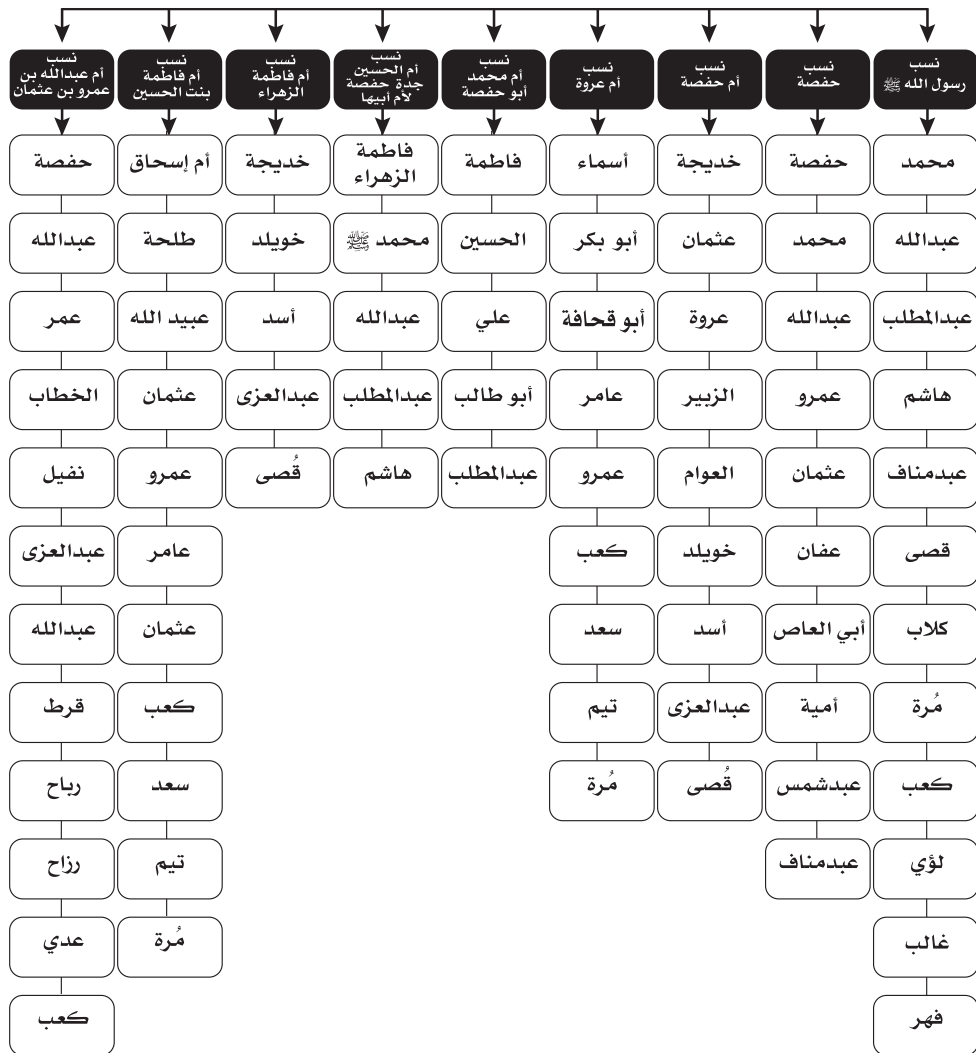 نسب
رسول الله ﷺ
محمد
عبدالله
عبدالمطلب
هاشم
عبدمناف
قصى
كلاب
مُرة
كعب
لؤي
غالب
فهر
نسب
حفصة
حفصة
محمد
عبدالله
عمرو
عثمان
عفان
أبي العاص
أمية
عبدشمس
عبدمناف
نسب
أم حفصة
خديجة
عثمان
عروة
الزبير
العوام
خويلد
أسد
عبدالعزى
قُصى
نسب
أم عروة
أسماء
أبو بكر
أبو قحافة
عامر
عمرو
كعب
سعد
تيم
مُرة
نسب
أم محمد
أبو حفصة
فاطمة
الحسين
علي
أبو طالب
عبدالمطلب
نسب
أم الحسين
جدة حفصة
لأم أبيها
فاطمة
الزهراء
محمد ﷺ
عبدالله
عبدالمطلب
هاشم
نسب
أم فاطمة
الزهراء
خديجة
خويلد
أسد
عبدالعزى
قُصى
نسب
أم فاطمة
بنت الحسين
أم إسحاق
طلحة
عبيد الله
عثمان
عمرو
عامر
عثمان
كعب
سعد
تيم
مُرة
نسب
أم عبدالله بن
عمرو بن عثمان
حفصة
عبدالله
عمر
الخطاب
نفيل
عبدالعزى
عبدالله
قرط
رباح
رزاح
عدي
كعب